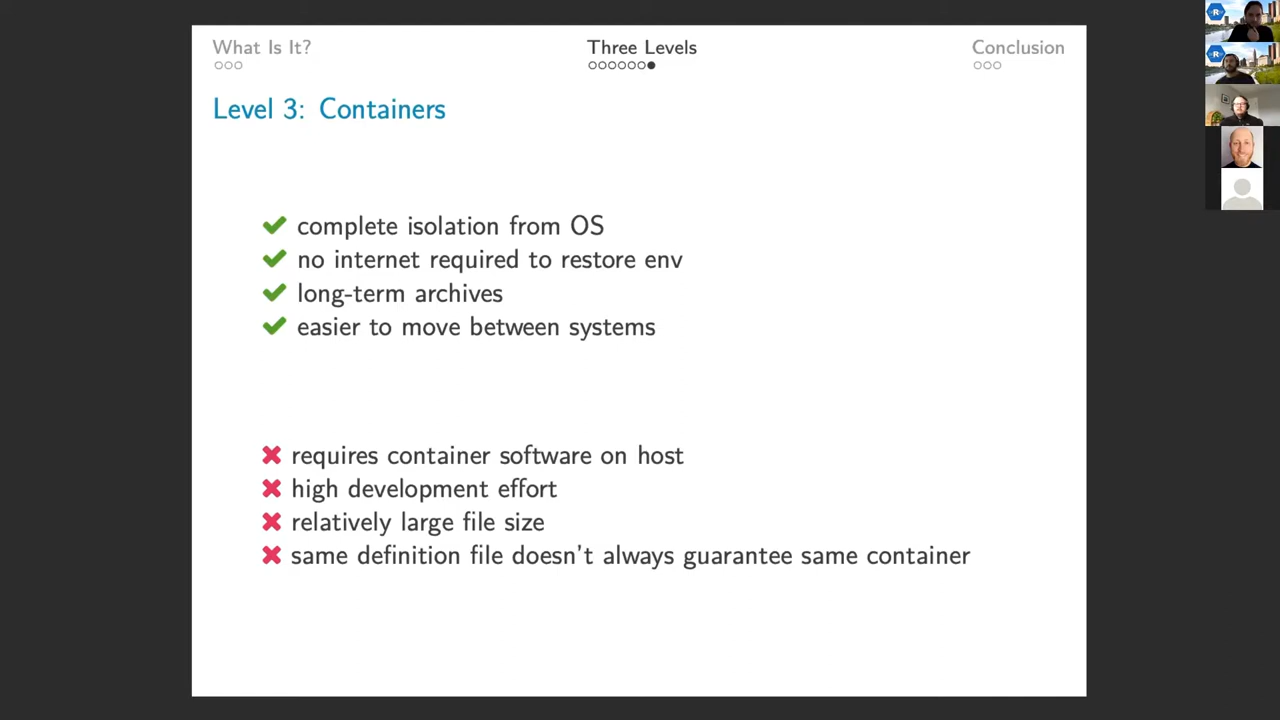 What Is It?
Three Levels
Conclusion
Level 3: Containers
complete isolation from OS
no internet required to restore env
long-term archives
easier to move between systems
requires container software on host
high development effort
relatively large file size
same definition file doesn't always guarantee same container
R
R